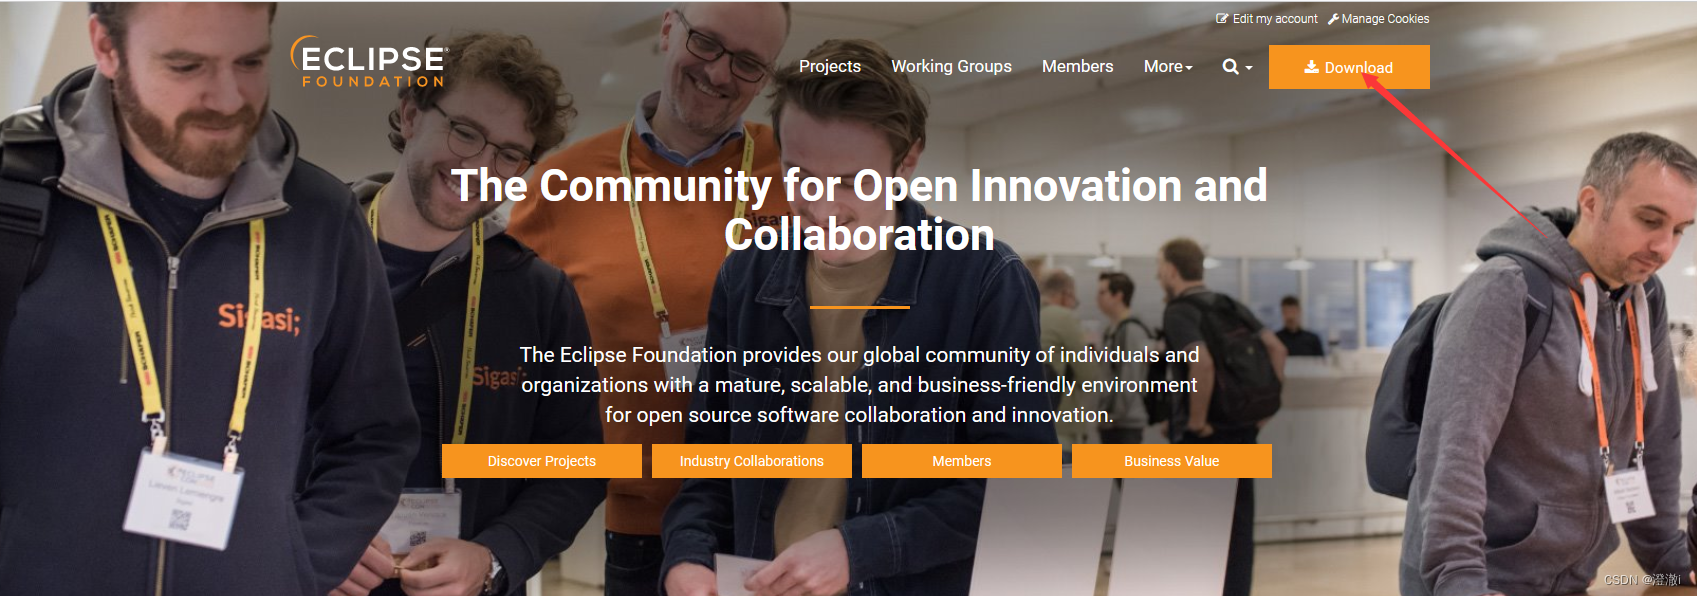 Edit my account Manage Cookies
ECLIPSE
FOUNDATION
Projects Working Groups Members More Download
The Community for Open Innovation and
Collaboration
Sigasi;
Sigasi;
The Eclipse Foundation provides our global community of individuals and
organizations with a mature, scalable, and business-friendly environment
for open source software collaboration and innovation.
Discover Projects Industry Collaborations Members Business Value
ECLIPSE
ECLIPSE
CSDN @澄澈i